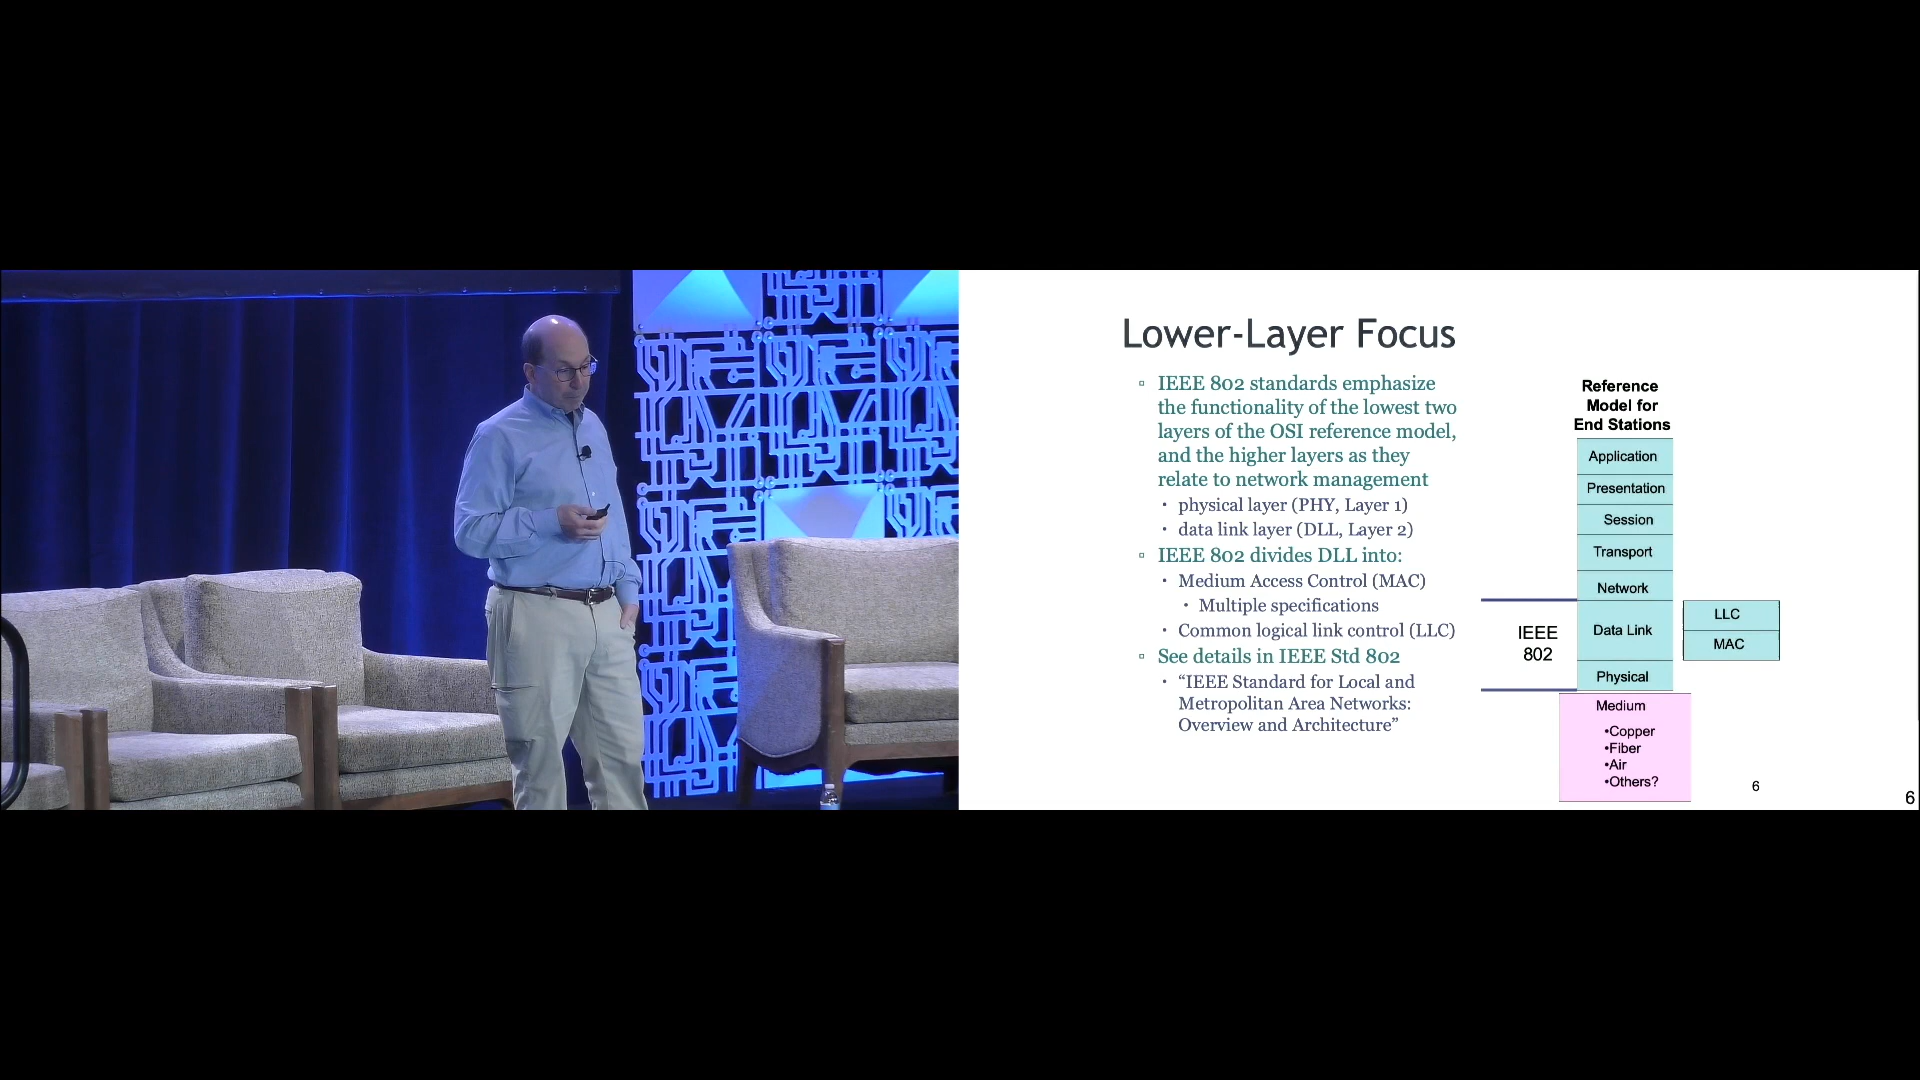 Lower-Layer Focus
▫ IEEE 802 standards emphasize
the functionality of the lowest two
layers of the OSI reference model,
and the higher layers as they
relate to network management
• physical layer (PHY, Layer 1)
• data link layer (DLL, Layer 2)
▫ IEEE 802 divides DLL into:
• Medium Access Control (MAC)
• Multiple specifications
• Common logical link control (LLC)
▫ See details in IEEE Std 802
• “IEEE Standard for Local and
Metropolitan Area Networks:
Overview and Architecture”
Reference
Model for
End Stations
Application
Presentation
Session
Transport
Network
Data Link
Physical
IEEE
802
LLC
MAC
Medium
•Copper
•Fiber
•Air
•Others?
6
6